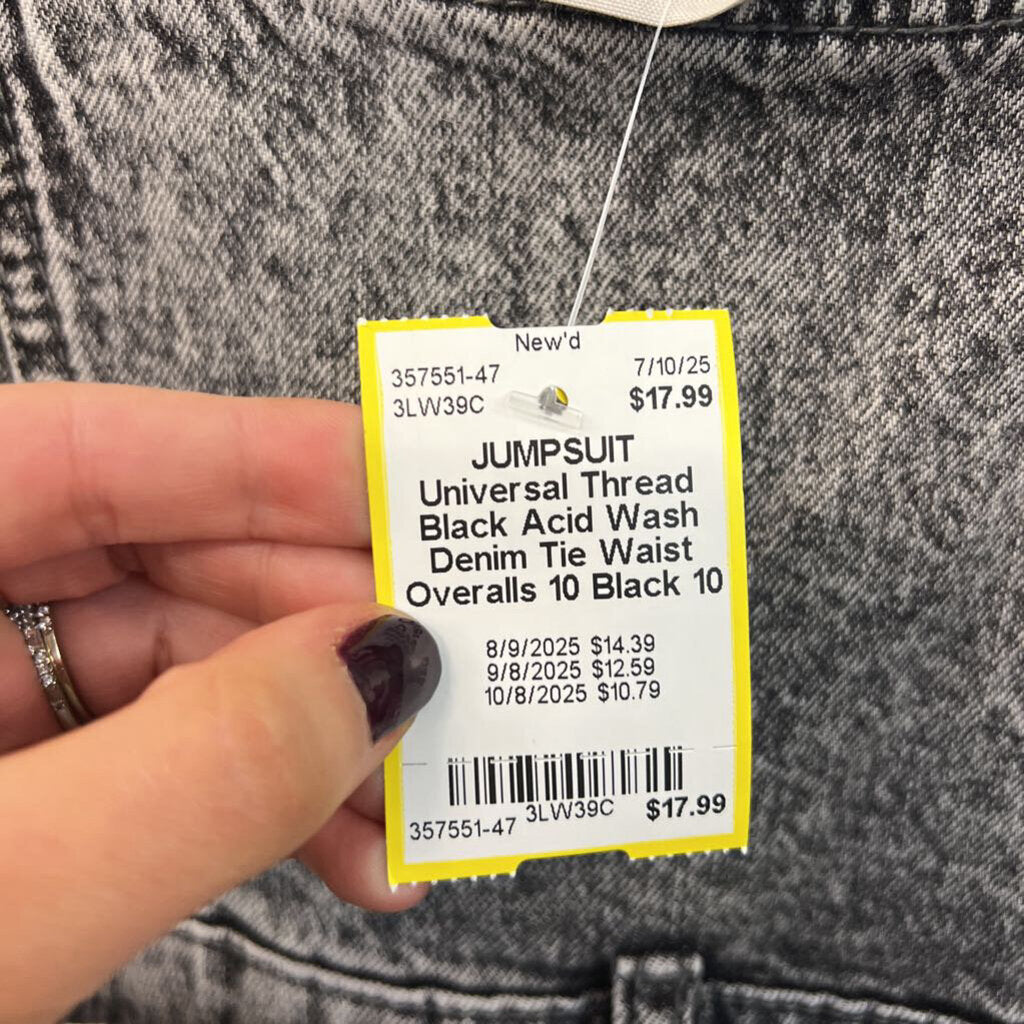 New'd
357551-47 7/10/25
3LW39C $17.99
JUMPSUIT
Universal Thread
Black Acid Wash
Denim Tie Waist
Overalls 10 Black 10
8/9/2025 $14.39
9/8/2025 $12.59
10/8/2025 $10.79
357551-47 3LW39C $17.99